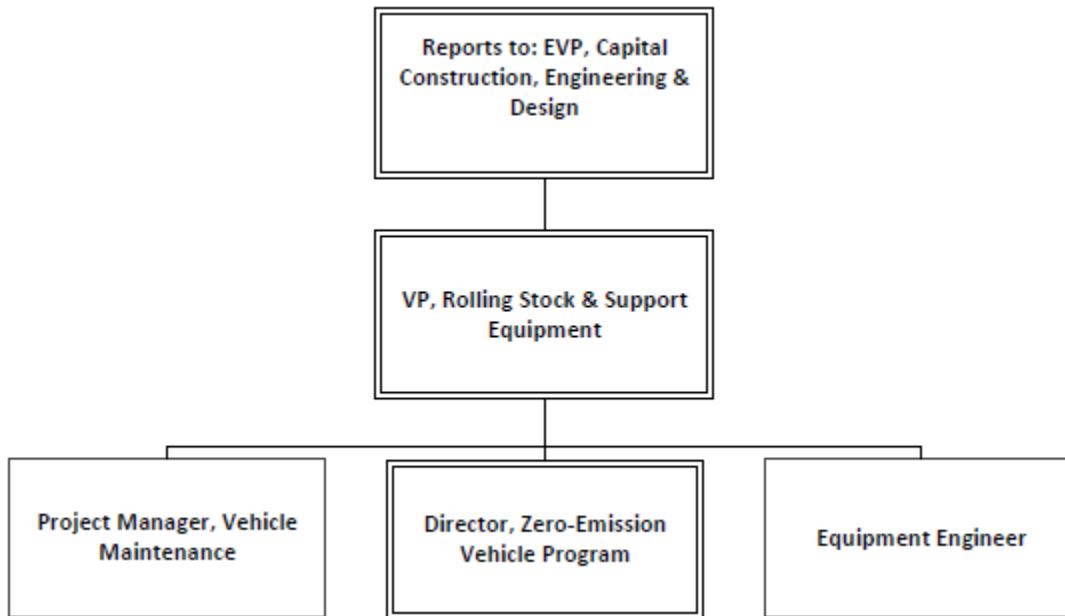 Reports to: EVP, Capital
Construction, Engineering &
Design
VP, Rolling Stock & Support
Equipment
Project Manager, Vehicle
Maintenance
Director, Zero-Emission
Vehicle Program
Equipment Engineer